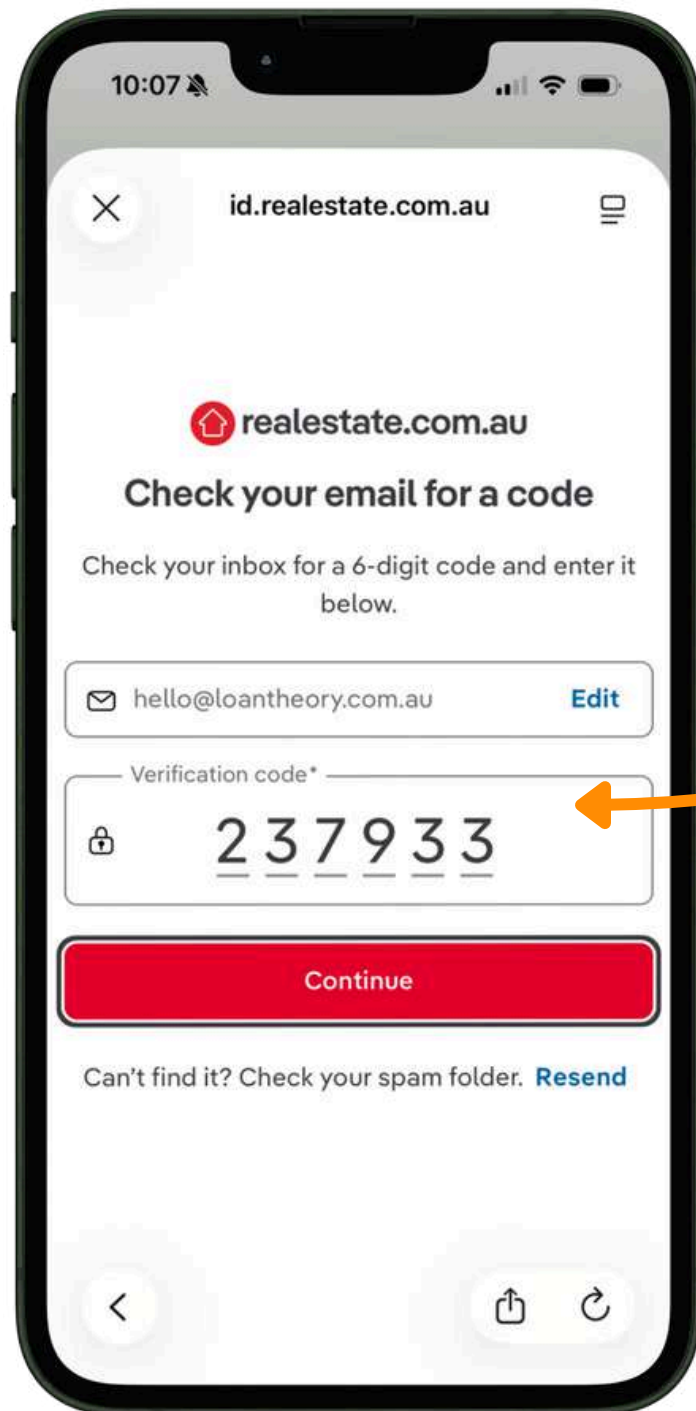 10:07
id.realestate.com.au
realestate.com.au
Check your email for a code
Check your inbox for a 6-digit code and enter it
below.
hello@loantheory.com.au Edit
Verification code*
237933
Continue
Can't find it? Check your spam folder. Resend